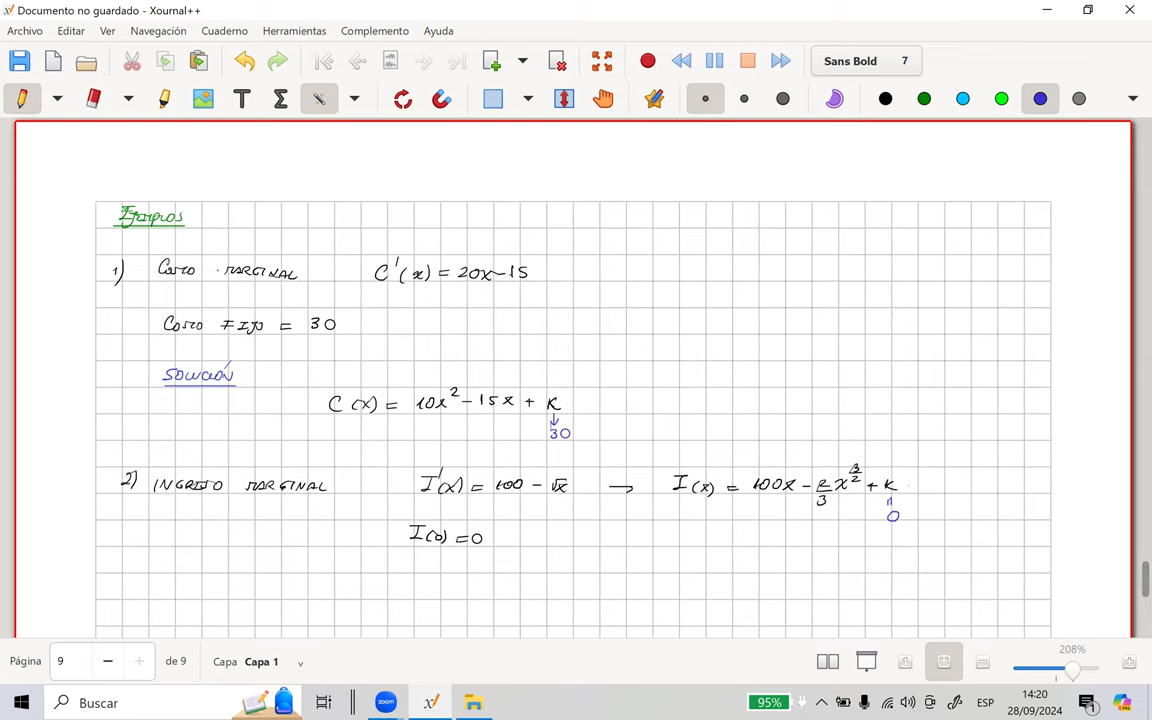 Documento no guardado - Xournal++
Archivo Editar Ver Navegación Cuaderno Herramientas Complemento Ayuda
Sans Bold 7
Ejemplos
1) Costo marginal C'(x) = 20x-15
Costo Fijo = 30
Solución
C(x) = 10x² - 15x + K
↓
30
2) Ingreso marginal I'(x) = 100 - √x → I(x) = 100x - 2/3 x^(3/2) + K
I(0) = 0
↑
0
Página 9 de 9 Capa Capa 1 208%
Buscar 95% ESP 14:20
28/09/2024